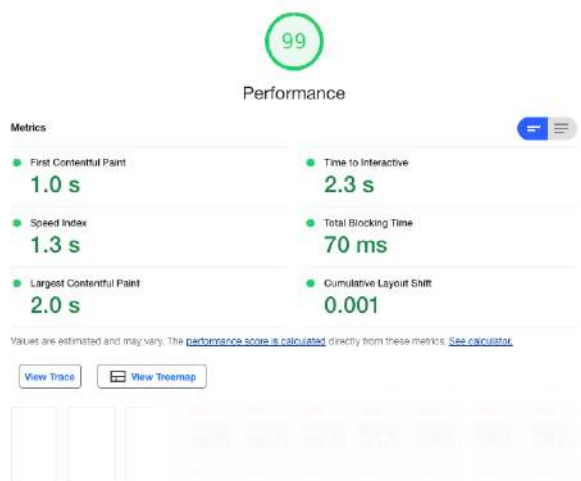 99
Performance
Metrics
First Contentful Paint
1.0 s
Time to Interactive
2.3 s
Speed Index
1.3 s
Total Blocking Time
70 ms
Largest Contentful Paint
2.0 s
Cumulative Layout Shift
0.001
Values are estimated and may vary. The performance score is calculated directly from these metrics. See calculator.
View Trace
View Treemap